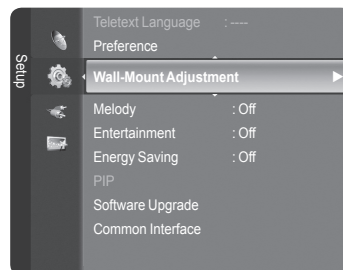 Setup
Teletext Language : ----
Preference
Wall-Mount Adjustment
Melody : Off
Entertainment : Off
Energy Saving : Off
PIP
Software Upgrade
Common Interface